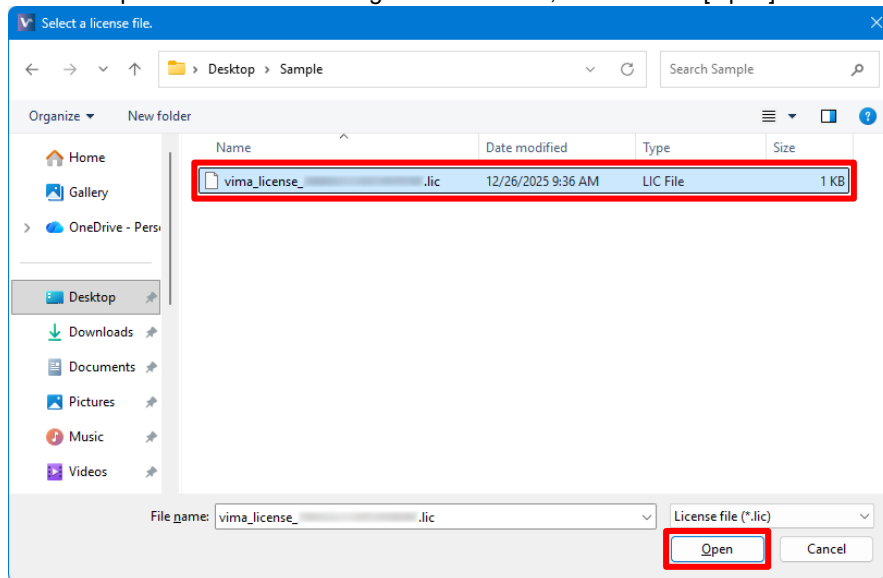 Select a license file.
Desktop > Sample
Search Sample
Organize New folder
Name Date modified Type Size
vima_license_ .lic 12/26/2025 9:36 AM LIC File 1 KB
Home
Gallery
OneDrive - Pers
Desktop
Downloads
Documents
Pictures
Music
Videos
File name: vima_license_ .lic License file (*.lic)
Open Cancel